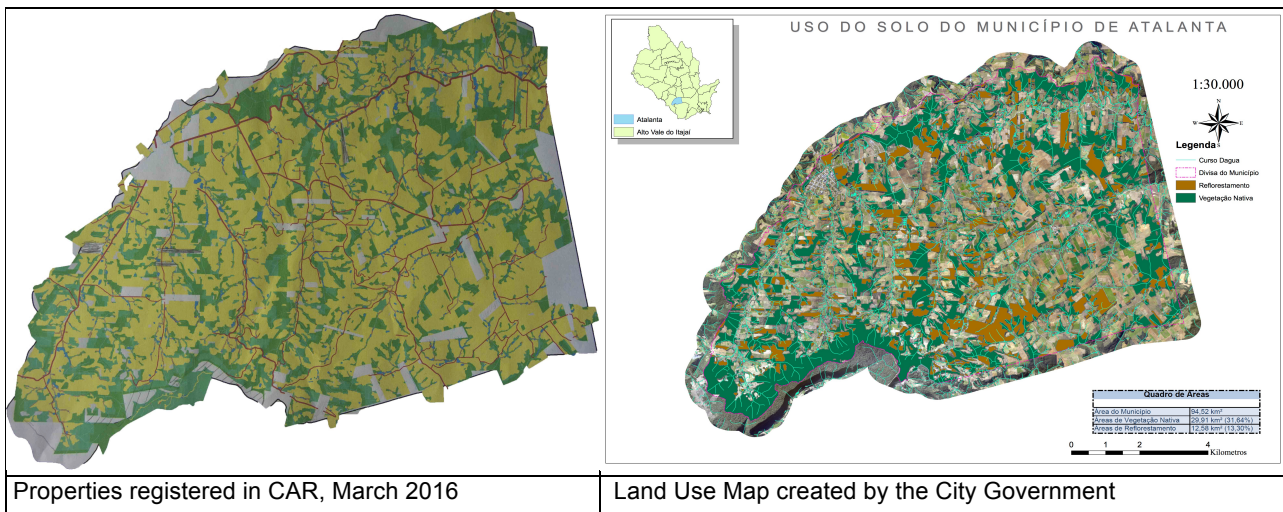 USO DO SOLO DO MUNICÍPIO DE ATALANTA
Atalanta
Alto Vale do Itajaí
1:30.000
N
W E
S
Legenda
Curso Dagua
Divisa do Município
Reflorestamento
Vegetação Nativa
Quadro de Áreas
Área do Município 94,52 km²
Áreas de Vegetação Nativa 29,91 km² (31,64%)
Áreas de Reflorestamento 12,58 km² (13,30%)
0 1 2 4
Kilometros
Properties registered in CAR, March 2016
Land Use Map created by the City Government